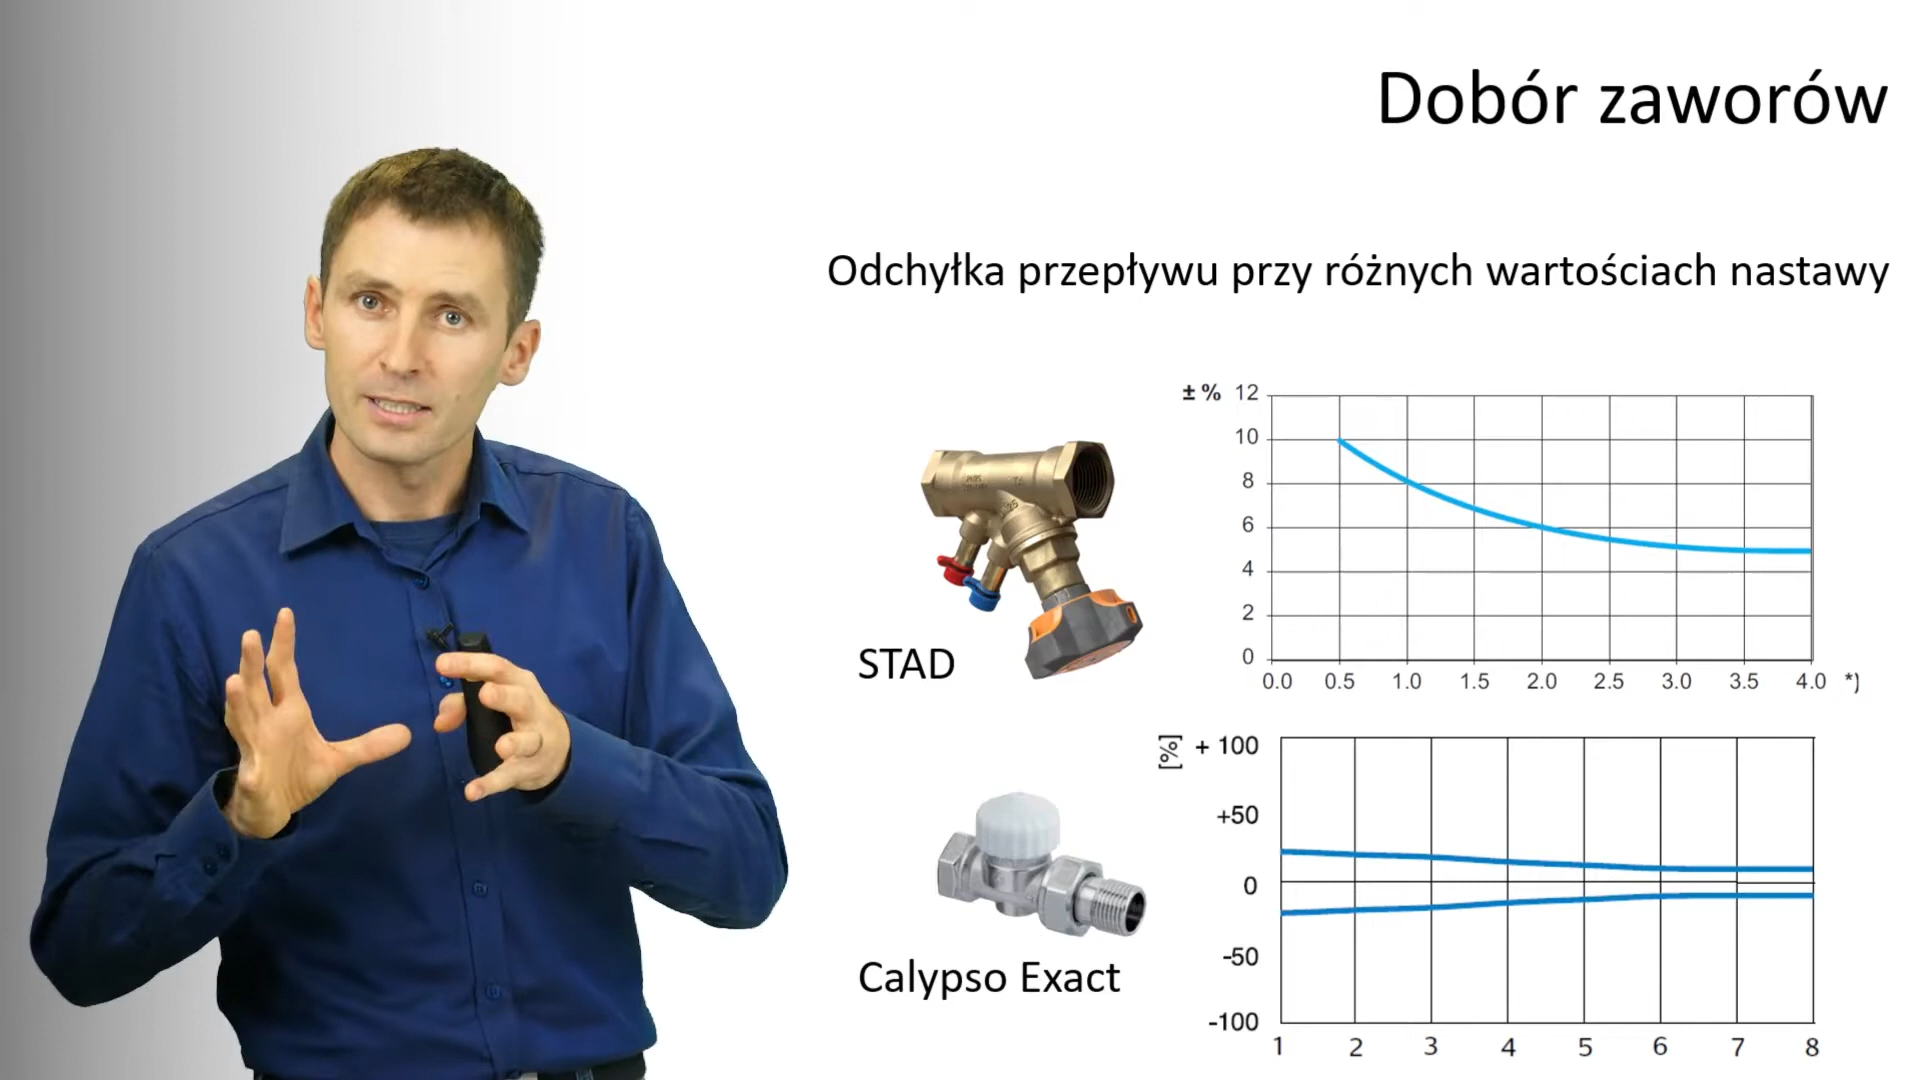 Dobór zaworów
Odchyłka przepływu przy różnych wartościach nastawy
± % 12
10
8
6
4
2
0
0.0 0.5 1.0 1.5 2.0 2.5 3.0 3.5 4.0 *)
STAD
[%] + 100
+50
0
-50
-100
1 2 3 4 5 6 7 8
Calypso Exact